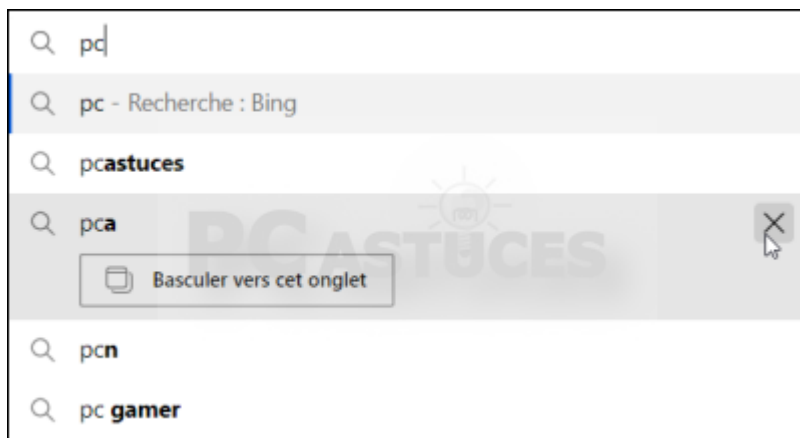 pc
pc - Recherche : Bing
pcastuces
pca
PC ASTUCES
Basculer vers cet onglet
pcn
pc gamer